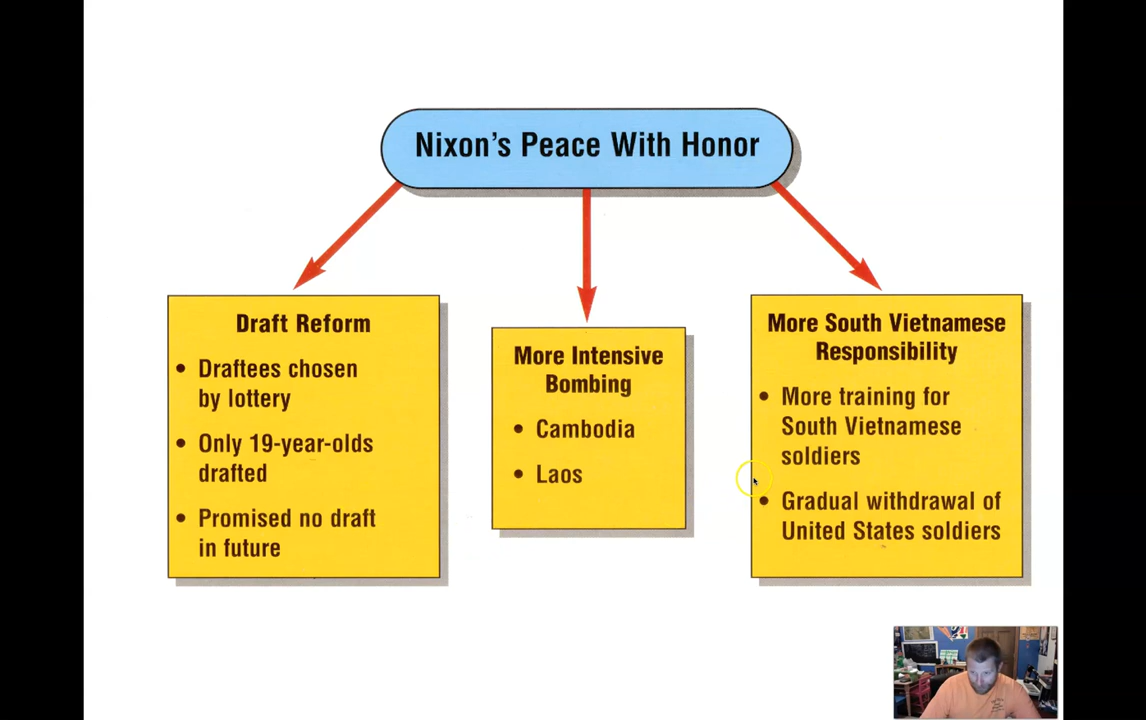 Nixon's Peace With Honor
Draft Reform
• Draftees chosen
by lottery
• Only 19-year-olds
drafted
• Promised no draft
in future
More Intensive
Bombing
• Cambodia
• Laos
More South Vietnamese
Responsibility
• More training for
South Vietnamese
soldiers
• Gradual withdrawal of
United States soldiers